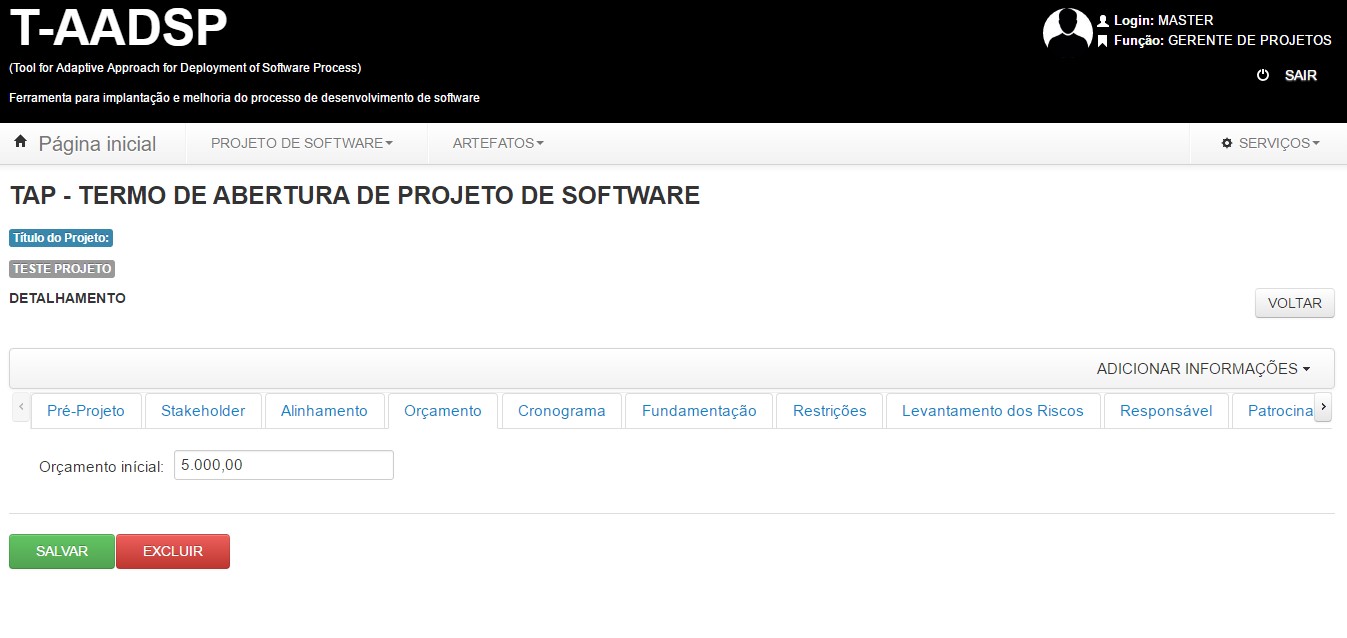 T-AADSP
(Tool for Adaptive Approach for Deployment of Software Process)
Ferramenta para implantação e melhoria do processo de desenvolvimento de software
Login: MASTER
Função: GERENTE DE PROJETOS
SAIR
Página inicial PROJETO DE SOFTWARE ARTEFATOS SERVIÇOS
TAP - TERMO DE ABERTURA DE PROJETO DE SOFTWARE
Título do Projeto:
TESTE PROJETO
DETALHAMENTO
VOLTAR
ADICIONAR INFORMAÇÕES
Pré-Projeto Stakeholder Alinhamento Orçamento Cronograma Fundamentação Restrições Levantamento dos Riscos Responsável Patrocina
Orçamento inícial: 5.000,00
SALVAR EXCLUIR